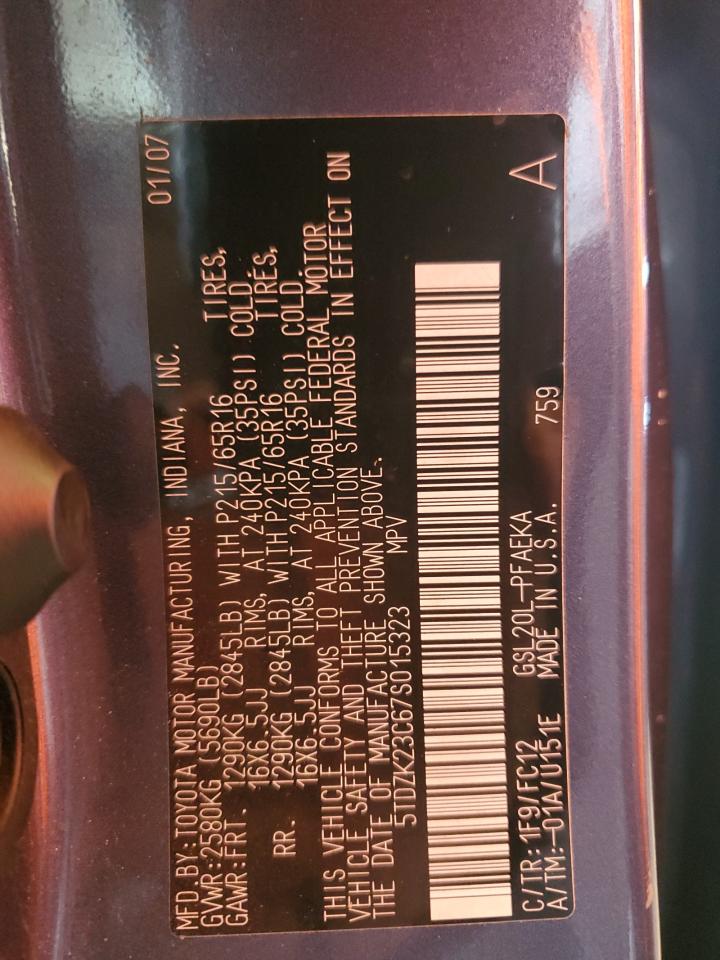 MFD.BY:TOYOTA MOTOR MANUFACTURING, INDIANA, INC. 01/07
GVWR:2580KG (5690LB)
GAWR:FRT. 1290KG (2845LB) WITH P215/65R16 TIRES,
16X6.5JJ RIMS, AT 240KPA (35PSI) COLD.
RR. 1290KG (2845LB) WITH P215/65R16 TIRES,
16X6.5JJ RIMS, AT 240KPA (35PSI) COLD.
THIS VEHICLE CONFORMS TO ALL APPLICABLE FEDERAL MOTOR
VEHICLE SAFETY AND THEFT PREVENTION STANDARDS IN EFFECT ON
THE DATE OF MANUFACTURE SHOWN ABOVE.
5TDZK23C67S015323 MPV
C/TR:1F9/FC12 GSL20L-PFAEKA A
A/TM:-01A/U151E MADE IN U.S.A. 759